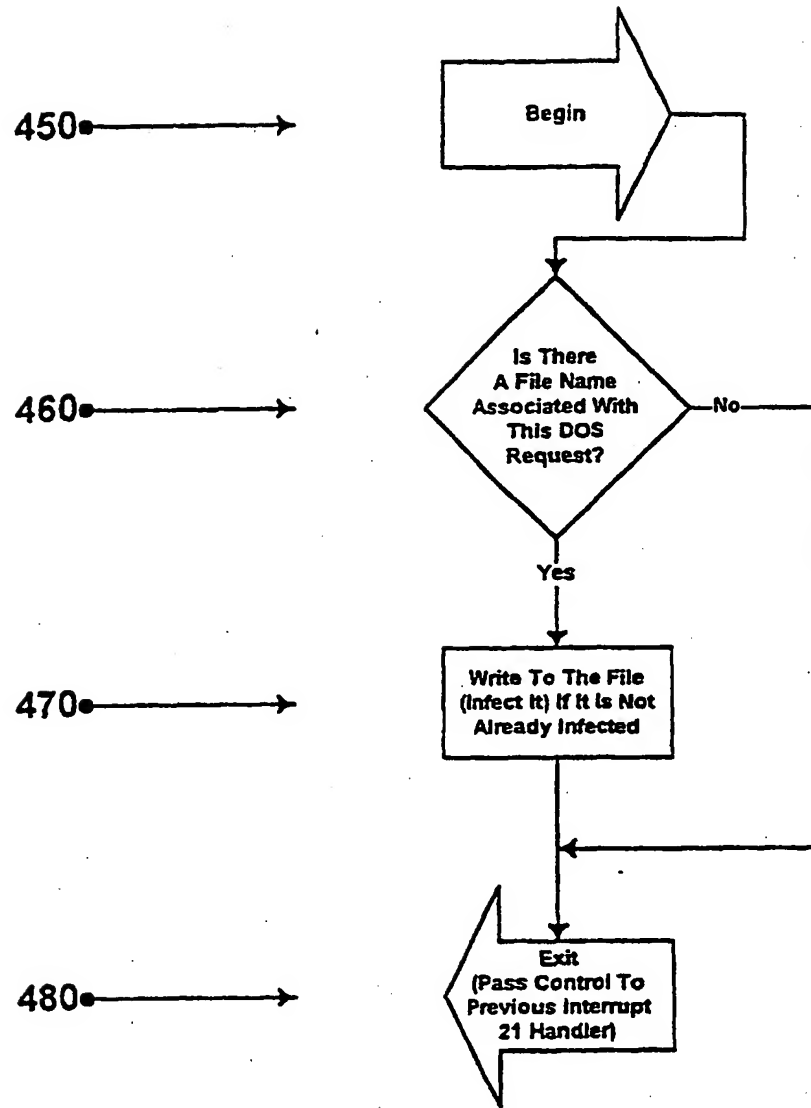 450
Begin
460
Is There
A File Name
Associated With
This DOS
Request?
No
Yes
470
Write To The File
(Infect It) If It Is Not
Already Infected
480
Exit
(Pass Control To
Previous Interrupt
21 Handler)